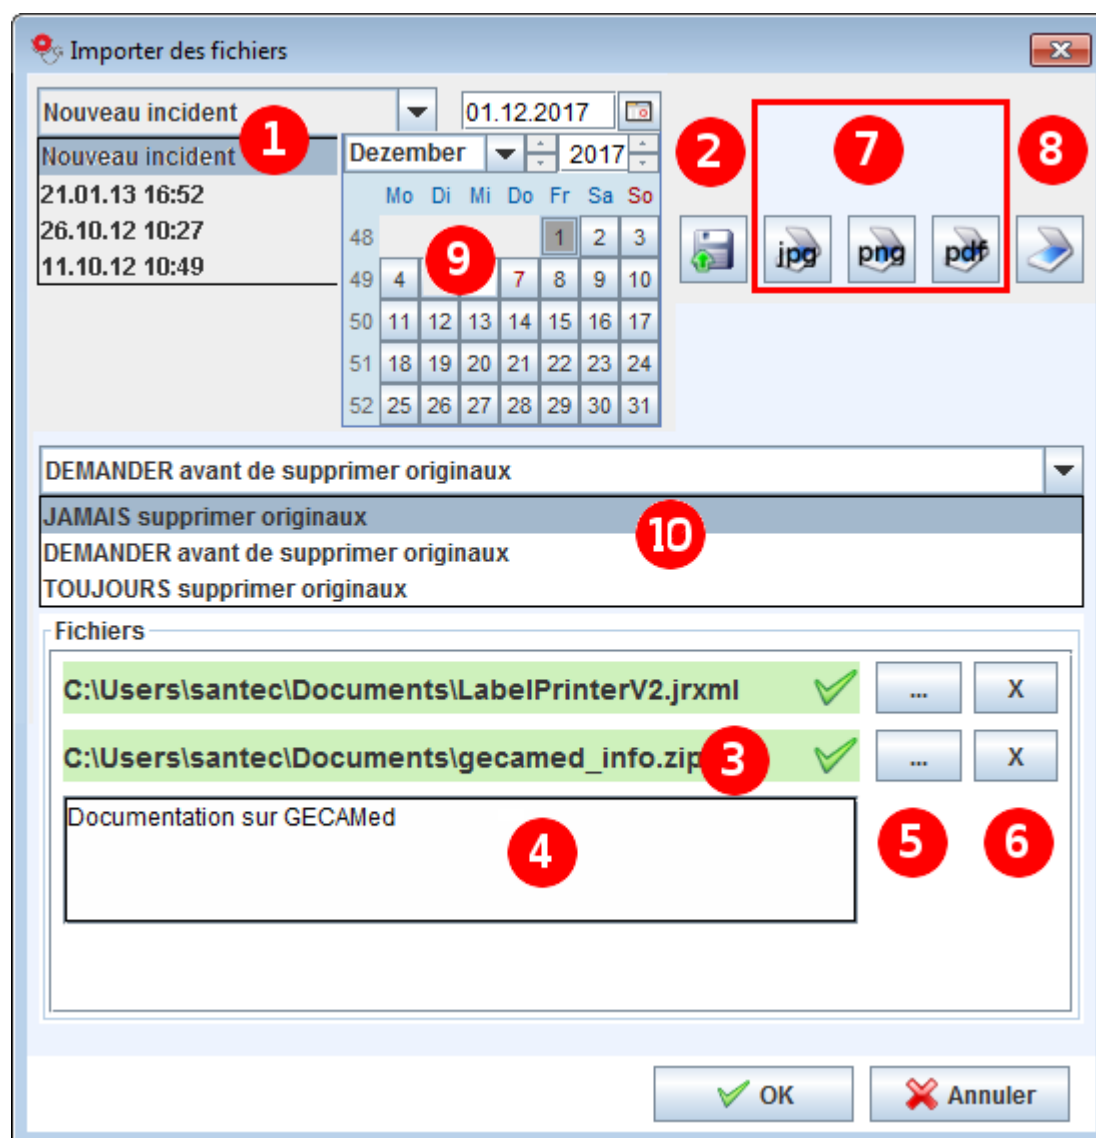 Importer des fichiers
Nouveau incident
01.12.2017
1
2
7
8
Nouveau incident
21.01.13 16:52
26.10.12 10:27
11.10.12 10:49
Dezember 2017
Mo Di Mi Do Fr Sa So
48 1 2 3
9
49 4 7 8 9 10
50 11 12 13 14 15 16 17
51 18 19 20 21 22 23 24
52 25 26 27 28 29 30 31
jpg png pdf
DEMANDER avant de supprimer originaux
JAMAIS supprimer originaux
10
DEMANDER avant de supprimer originaux
TOUJOURS supprimer originaux
Fichiers
C:\Users\santec\Documents\LabelPrinterV2.jrxml ... X
C:\Users\santec\Documents\gecamed_info.zip 3 ... X
Documentation sur GECAMed
4
5
6
OK Annuler